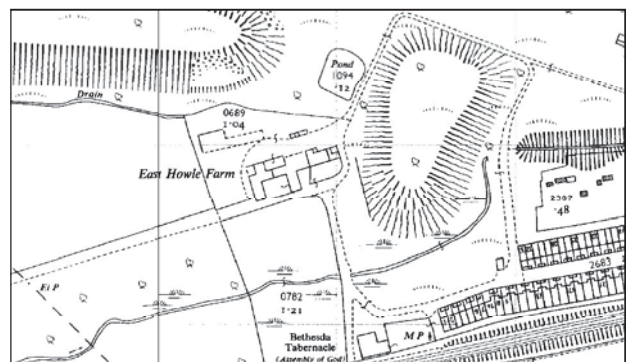 Pond
1094
·12
Drain
0689
1·04
East Howle Farm
2387
·48
2683
El P
0782
1·21
Bethesda
Tabernacle
(Assembly of God)
M P